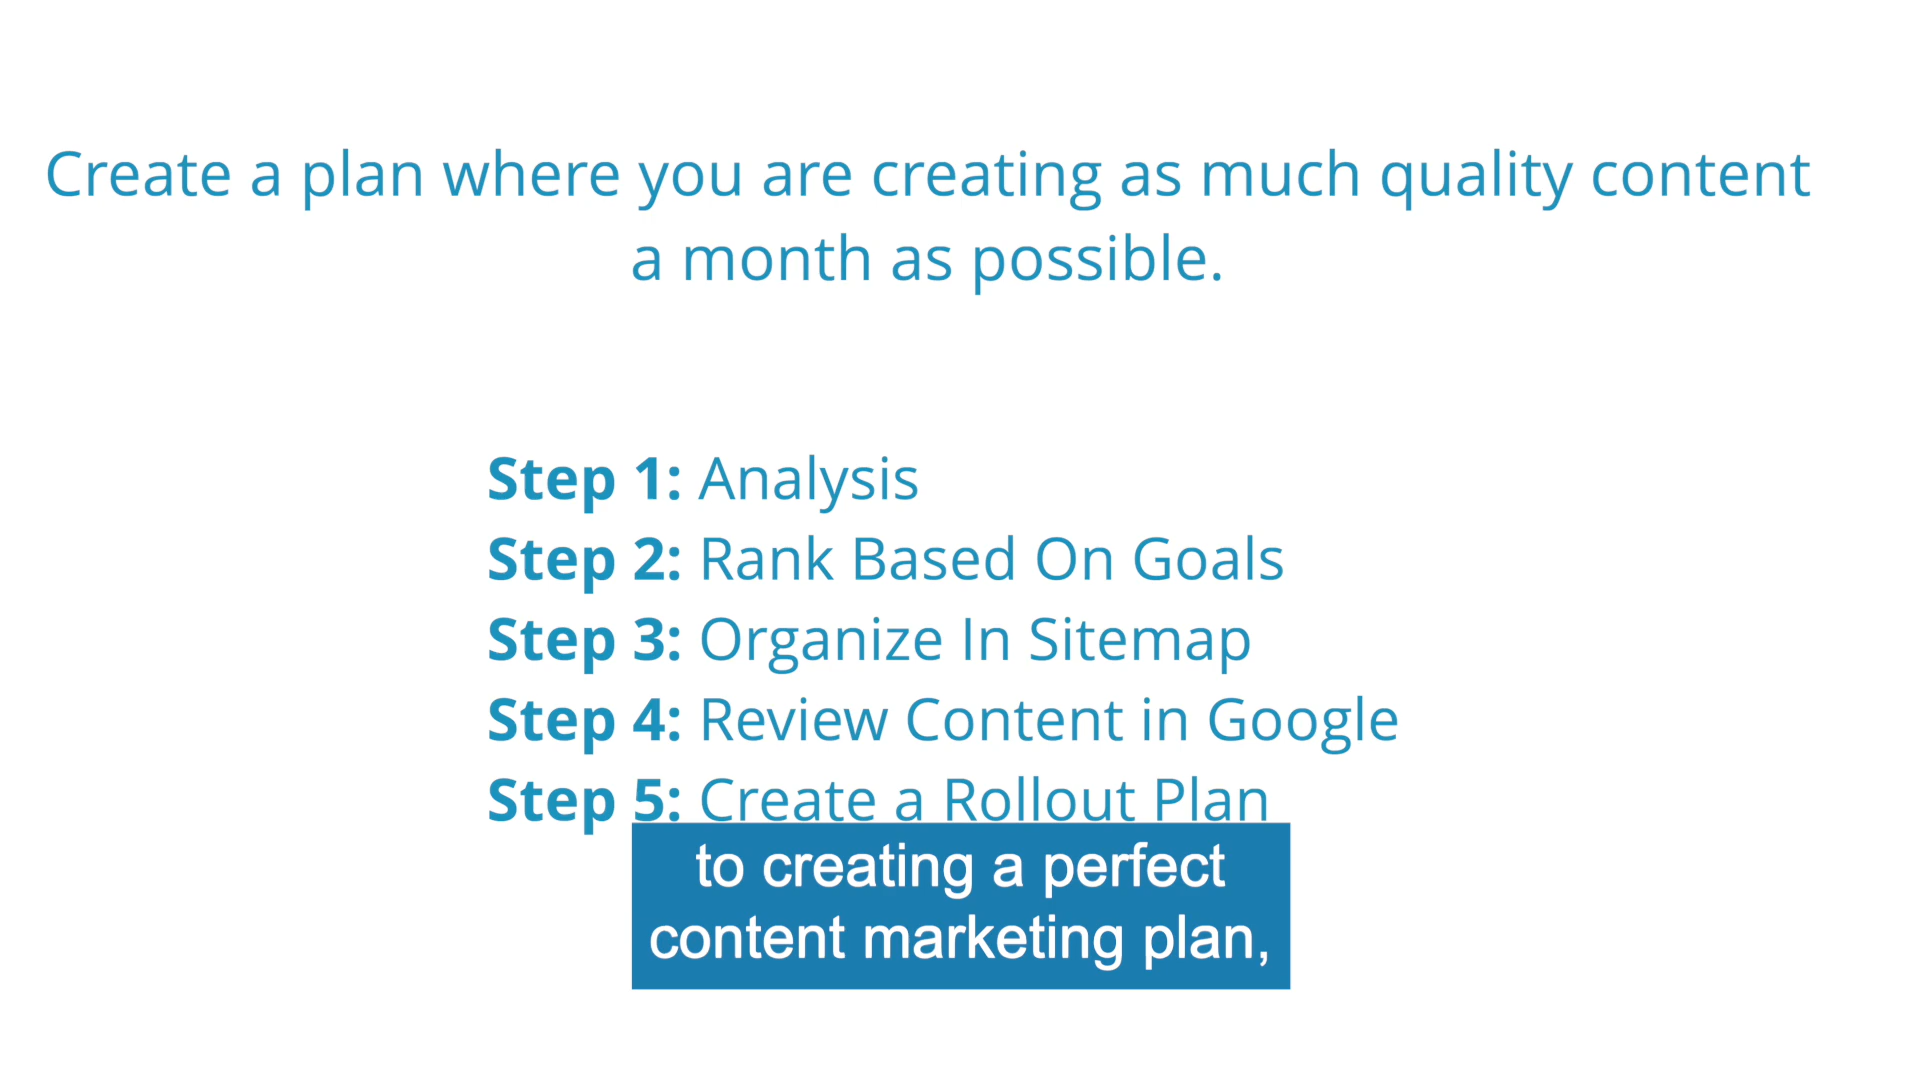 Create a plan where you are creating as much quality content
a month as possible.
Step 1: Analysis
Step 2: Rank Based On Goals
Step 3: Organize In Sitemap
Step 4: Review Content in Google
Step 5: Create a Rollout Plan
to creating a perfect
content marketing plan,